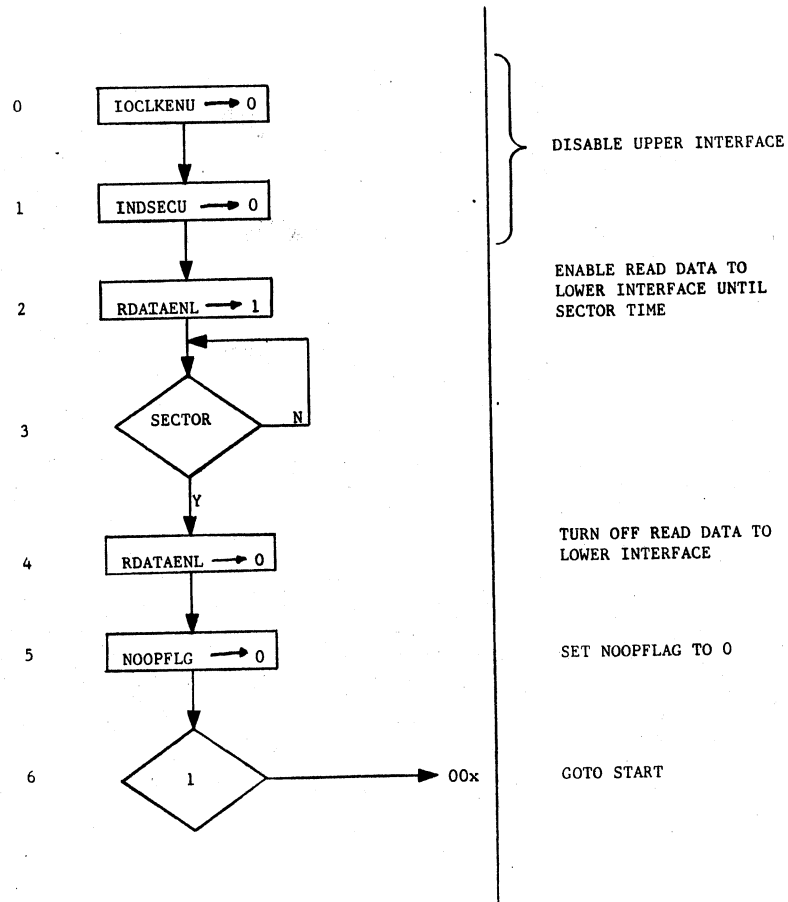 0
IOCLKENU → 0
DISABLE UPPER INTERFACE
1
INDSECU → 0
2
RDATAENL → 1
ENABLE READ DATA TO
LOWER INTERFACE UNTIL
SECTOR TIME
3
SECTOR
N
Y
4
RDATAENL → 0
TURN OFF READ DATA TO
LOWER INTERFACE
5
NOOPFLG → 0
SET NOOPFLAG TO 0
6
1
00x
GOTO START